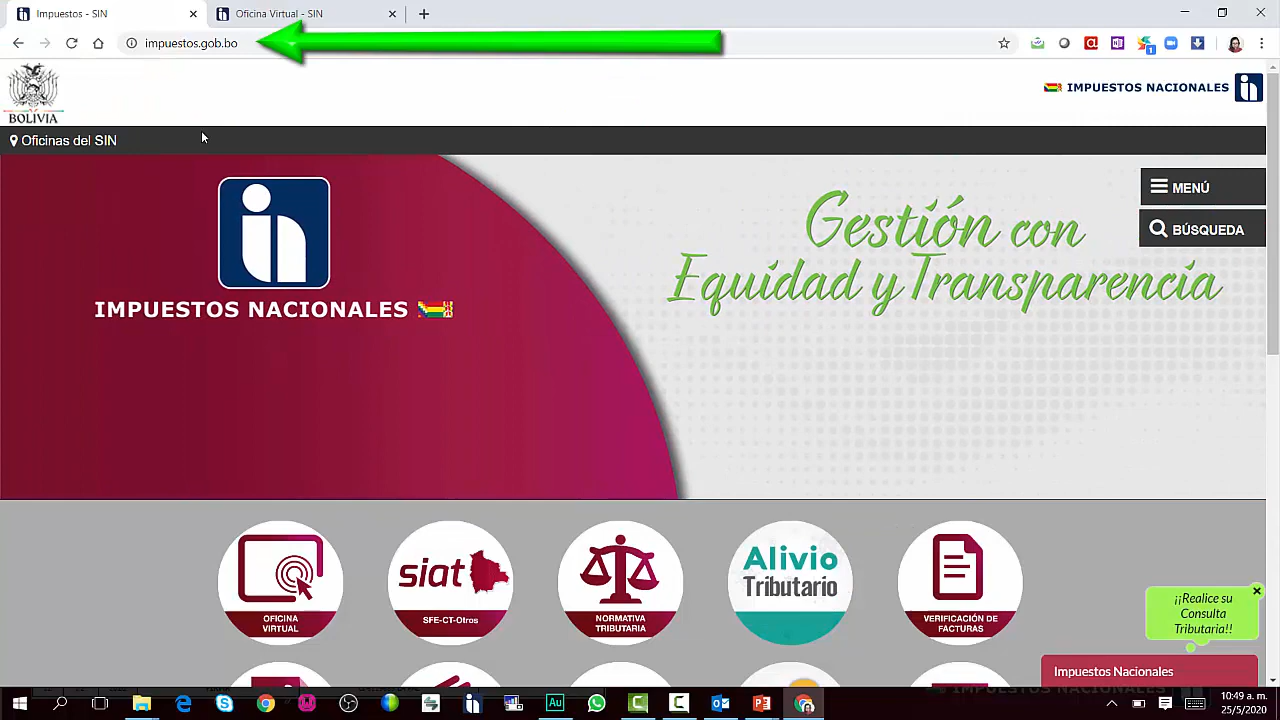 Impuestos - SIN
Oficina Virtual - SIN
impuestos.gob.bo
BOLIVIA
IMPUESTOS NACIONALES
Oficinas del SIN
MENÚ
BÚSQUEDA
IMPUESTOS NACIONALES
Gestión con
Equidad y Transparencia
OFICINA
VIRTUAL
siat
SFE-CT-Otros
NORMATIVA
TRIBUTARIA
Alivio
Tributario
VERIFICACIÓN DE
FACTURAS
¡¡Realice su
Consulta
Tributaria!!
Impuestos Nacionales
10:49 a. m.
25/5/2020